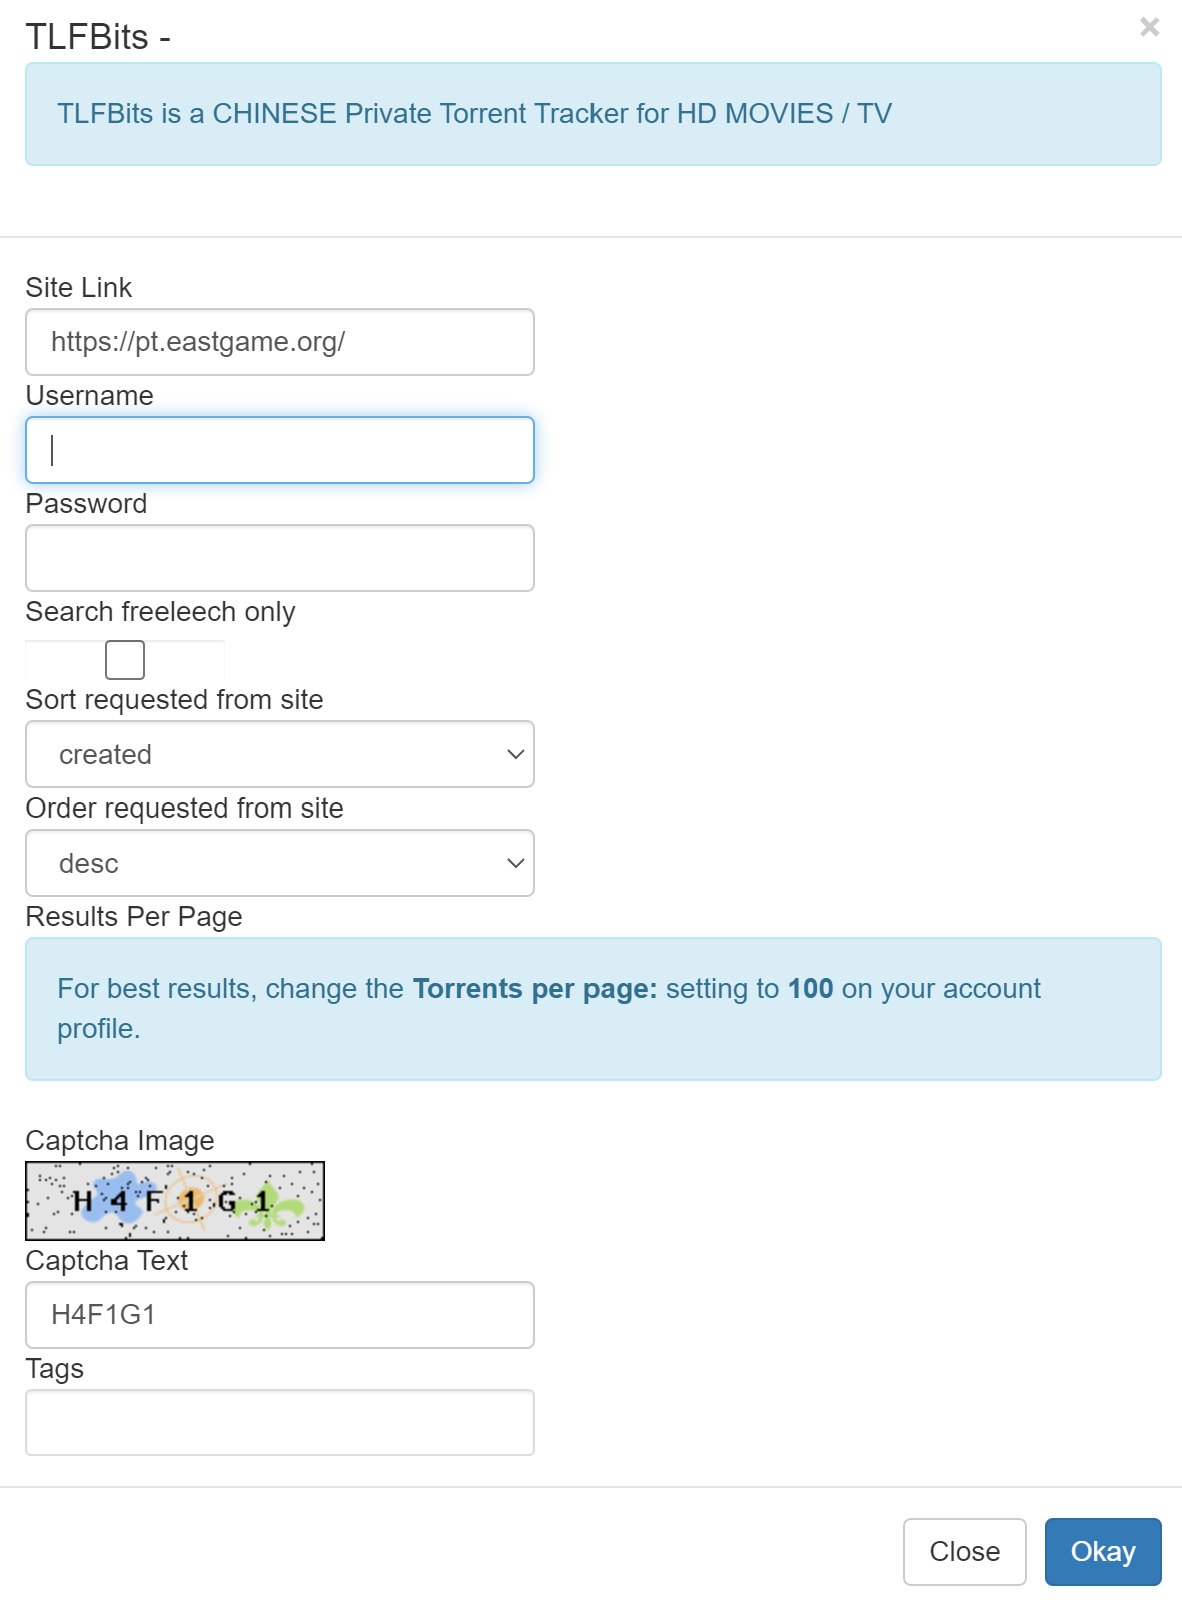 TLFBits -
×
TLFBits is a CHINESE Private Torrent Tracker for HD MOVIES / TV
Site Link
https://pt.eastgame.org/
Username
Password
Search freeleech only
Sort requested from site
created
Order requested from site
desc
Results Per Page
For best results, change the Torrents per page: setting to 100 on your account
profile.
Captcha Image
H4F1G1
Captcha Text
H4F1G1
Tags
Close
Okay